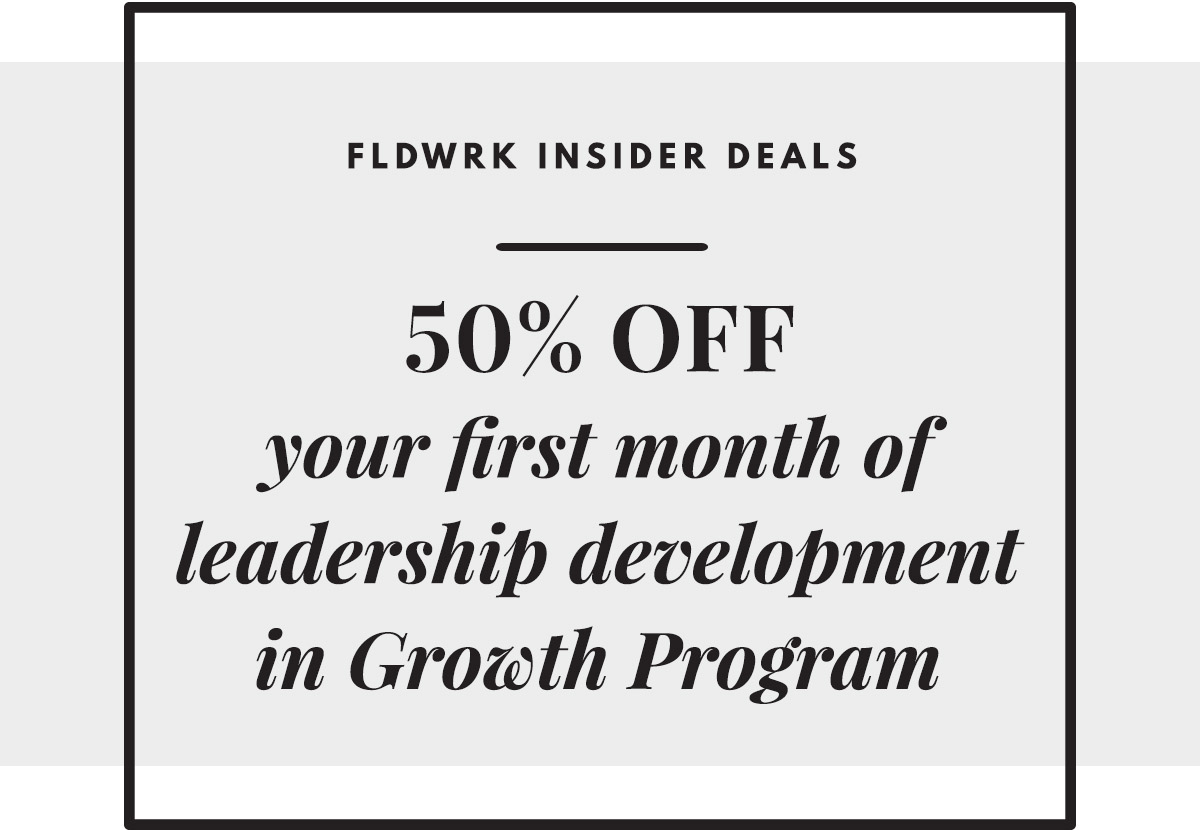 FLDWRK INSIDER DEALS
50% OFF
your first month of
leadership development
in Growth Program